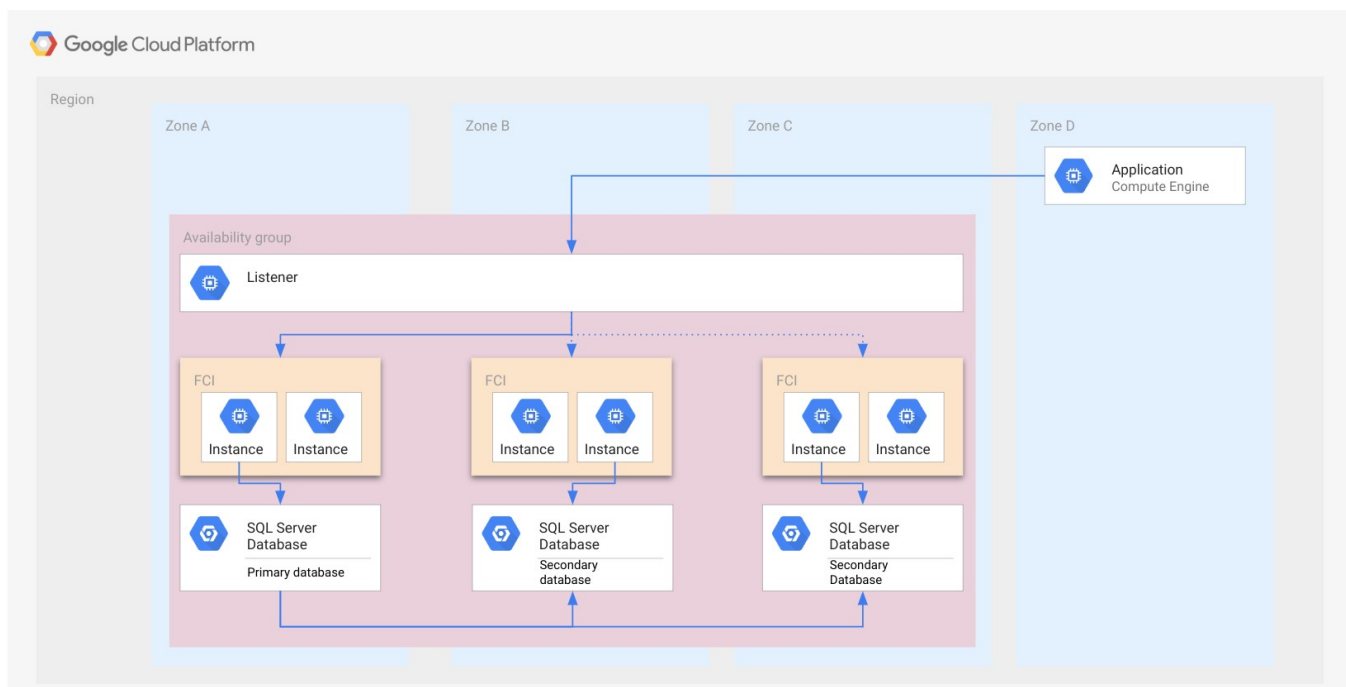 Google Cloud Platform
Region
Zone A
Zone B
Zone C
Zone D
Application
Compute Engine
Availability group
Listener
FCI
Instance
Instance
FCI
Instance
Instance
FCI
Instance
Instance
SQL Server
Database
Primary database
SQL Server
Database
Secondary
database
SQL Server
Database
Secondary
Database